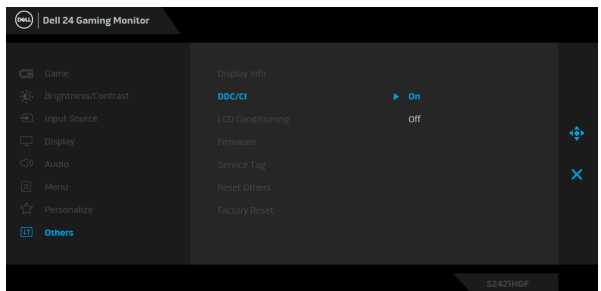 DELL Dell 24 Gaming Monitor
Game Display Info
Brightness/Contrast DDC/CI On
Input Source LCD Conditioning Off
Display Firmware
Audio Service Tag
Menu Reset Others
Personalize Factory Reset
Others
S2421HGF